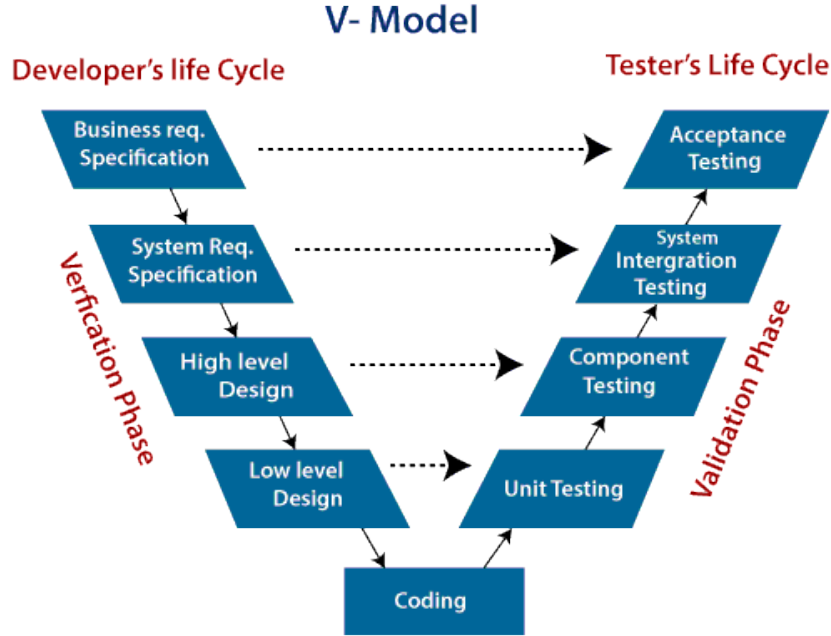 V- Model
Developer's life Cycle
Tester's Life Cycle
Business req.
Specification
Acceptance
Testing
System Req.
Specification
System
Intergration
Testing
Verfication Phase
High level
Design
Component
Testing
Validation Phase
Low level
Design
Unit Testing
Coding